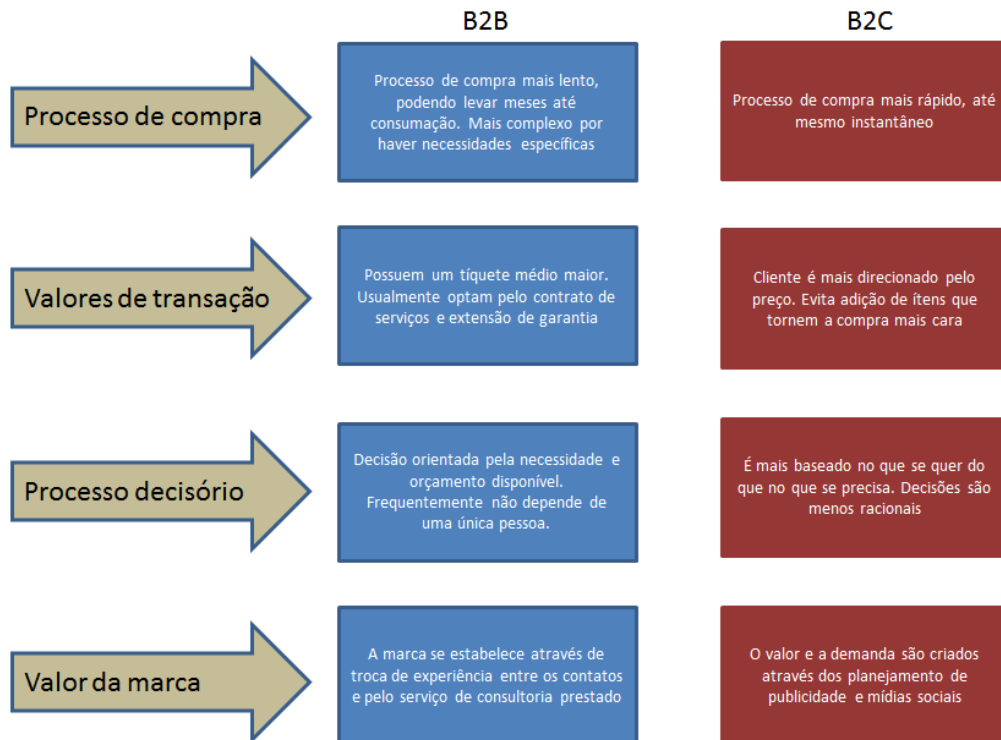 B2B
B2C
Processo de compra
Processo de compra mais lento,
podendo levar meses até
consumação. Mais complexo por
haver necessidades específicas
Processo de compra mais rápido, até
mesmo instantâneo
Valores de transação
Possuem um tíquete médio maior.
Usualmente optam pelo contrato de
serviços e extensão de garantia
Cliente é mais direcionado pelo
preço. Evita adição de ítens que
tornem a compra mais cara
Processo decisório
Decisão orientada pela necessidade e
orçamento disponível.
Frequentemente não depende de
uma única pessoa.
É mais baseado no que se quer do
que no que se precisa. Decisões são
menos racionais
Valor da marca
A marca se estabelece através de
troca de experiência entre os contatos
e pelo serviço de consultoria prestado
O valor e a demanda são criados
através dos planejamento de
publicidade e mídias sociais